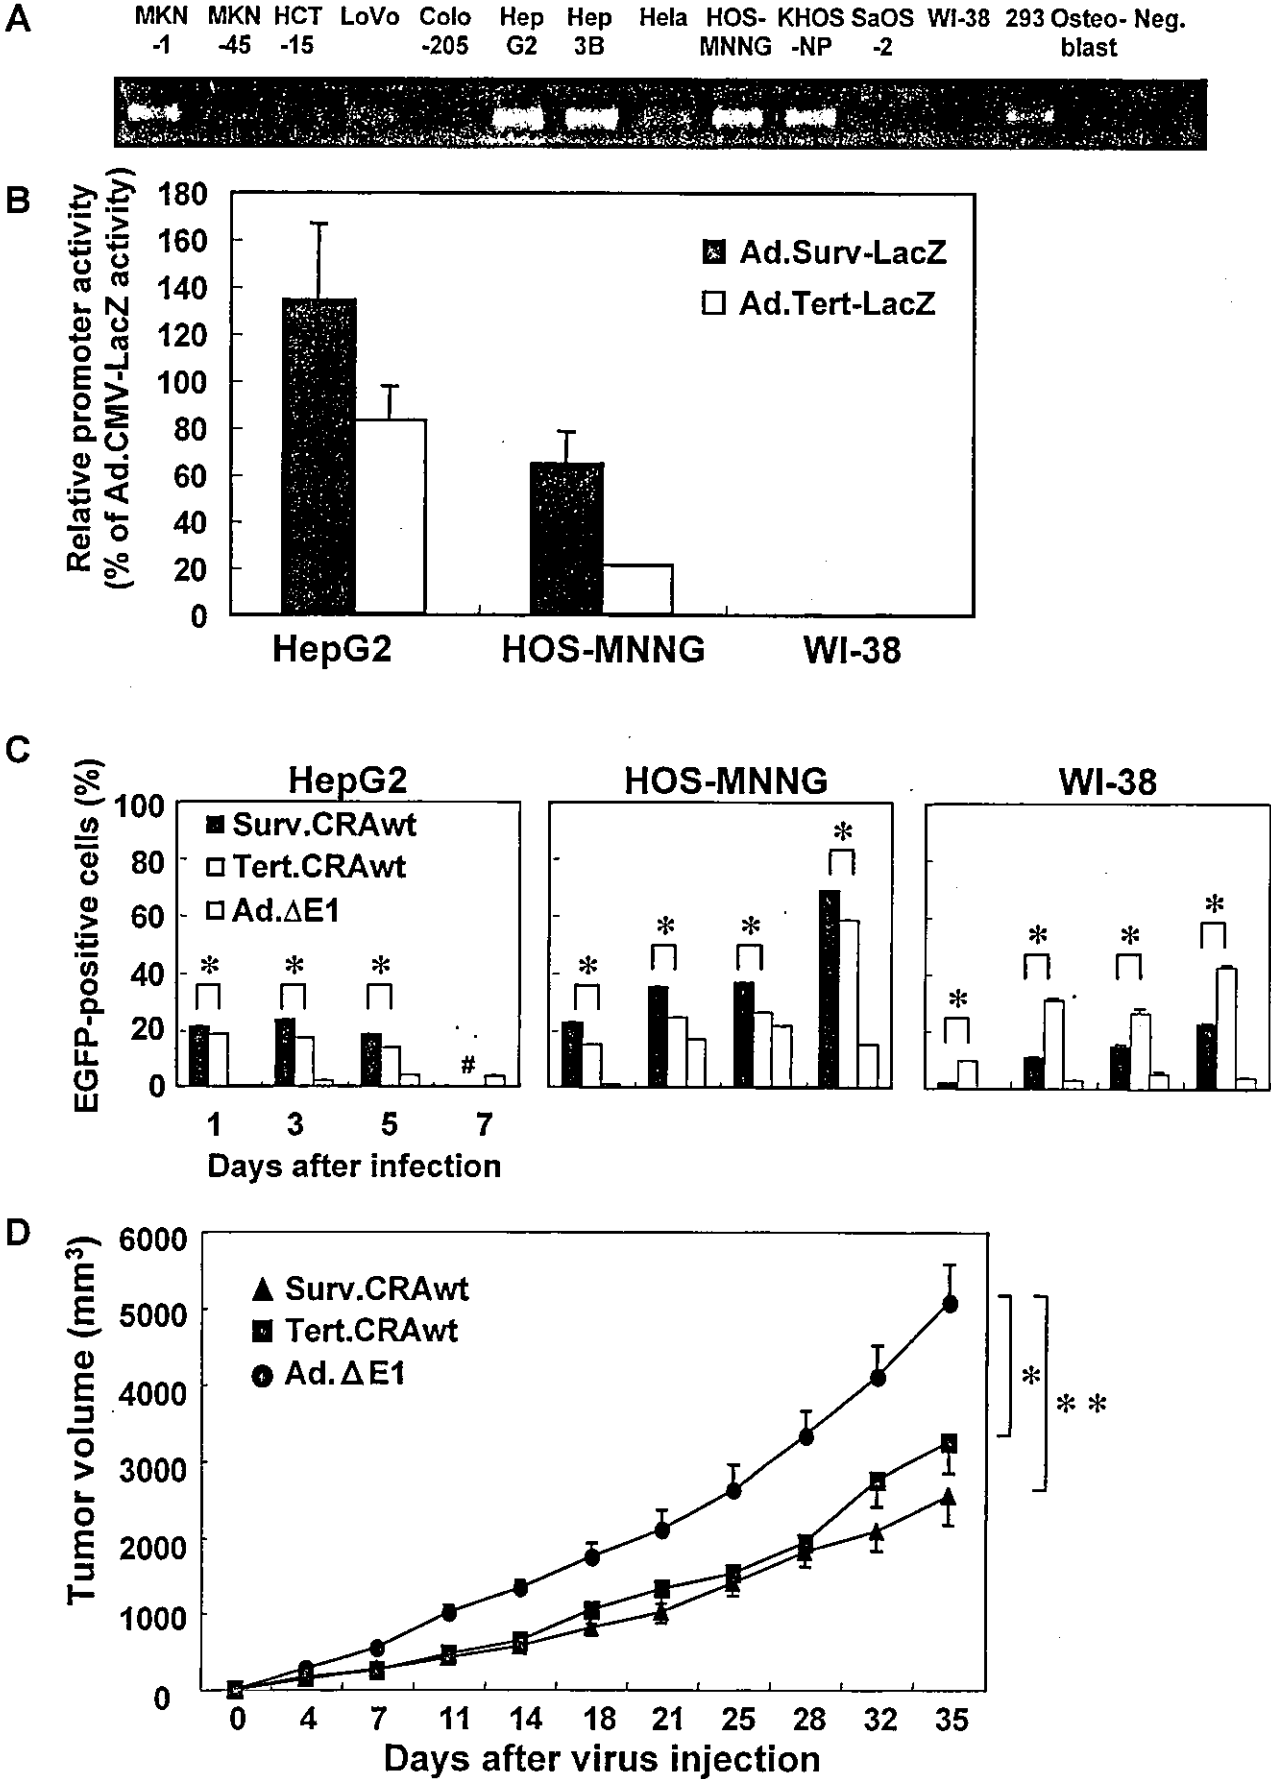 A
MKN MKN HCT LoVo Colo Hep Hep Hela HOS- KHOS SaOS WI-38 293 Osteo- Neg.
-1 -45 -15 -205 G2 3B MNNG -NP -2 blast
B
Relative promoter activity
(% of Ad.CMV-LacZ activity)
180
160
140
120
100
80
60
40
20
0
Ad.Surv-LacZ
Ad.Tert-LacZ
HepG2 HOS-MNNG WI-38
C
EGFP-positive cells (%)
HepG2 HOS-MNNG WI-38
100
80
60
40
20
0
Surv.CRAwt
Tert.CRAwt
Ad.ΔE1
* * * #
* * * *
* * * *
1 3 5 7
Days after infection
D
Tumor volume (mm³)
6000
5000
4000
3000
2000
1000
0
Surv.CRAwt
Tert.CRAwt
Ad.ΔE1
*
* *
0 4 7 11 14 18 21 25 28 32 35
Days after virus injection